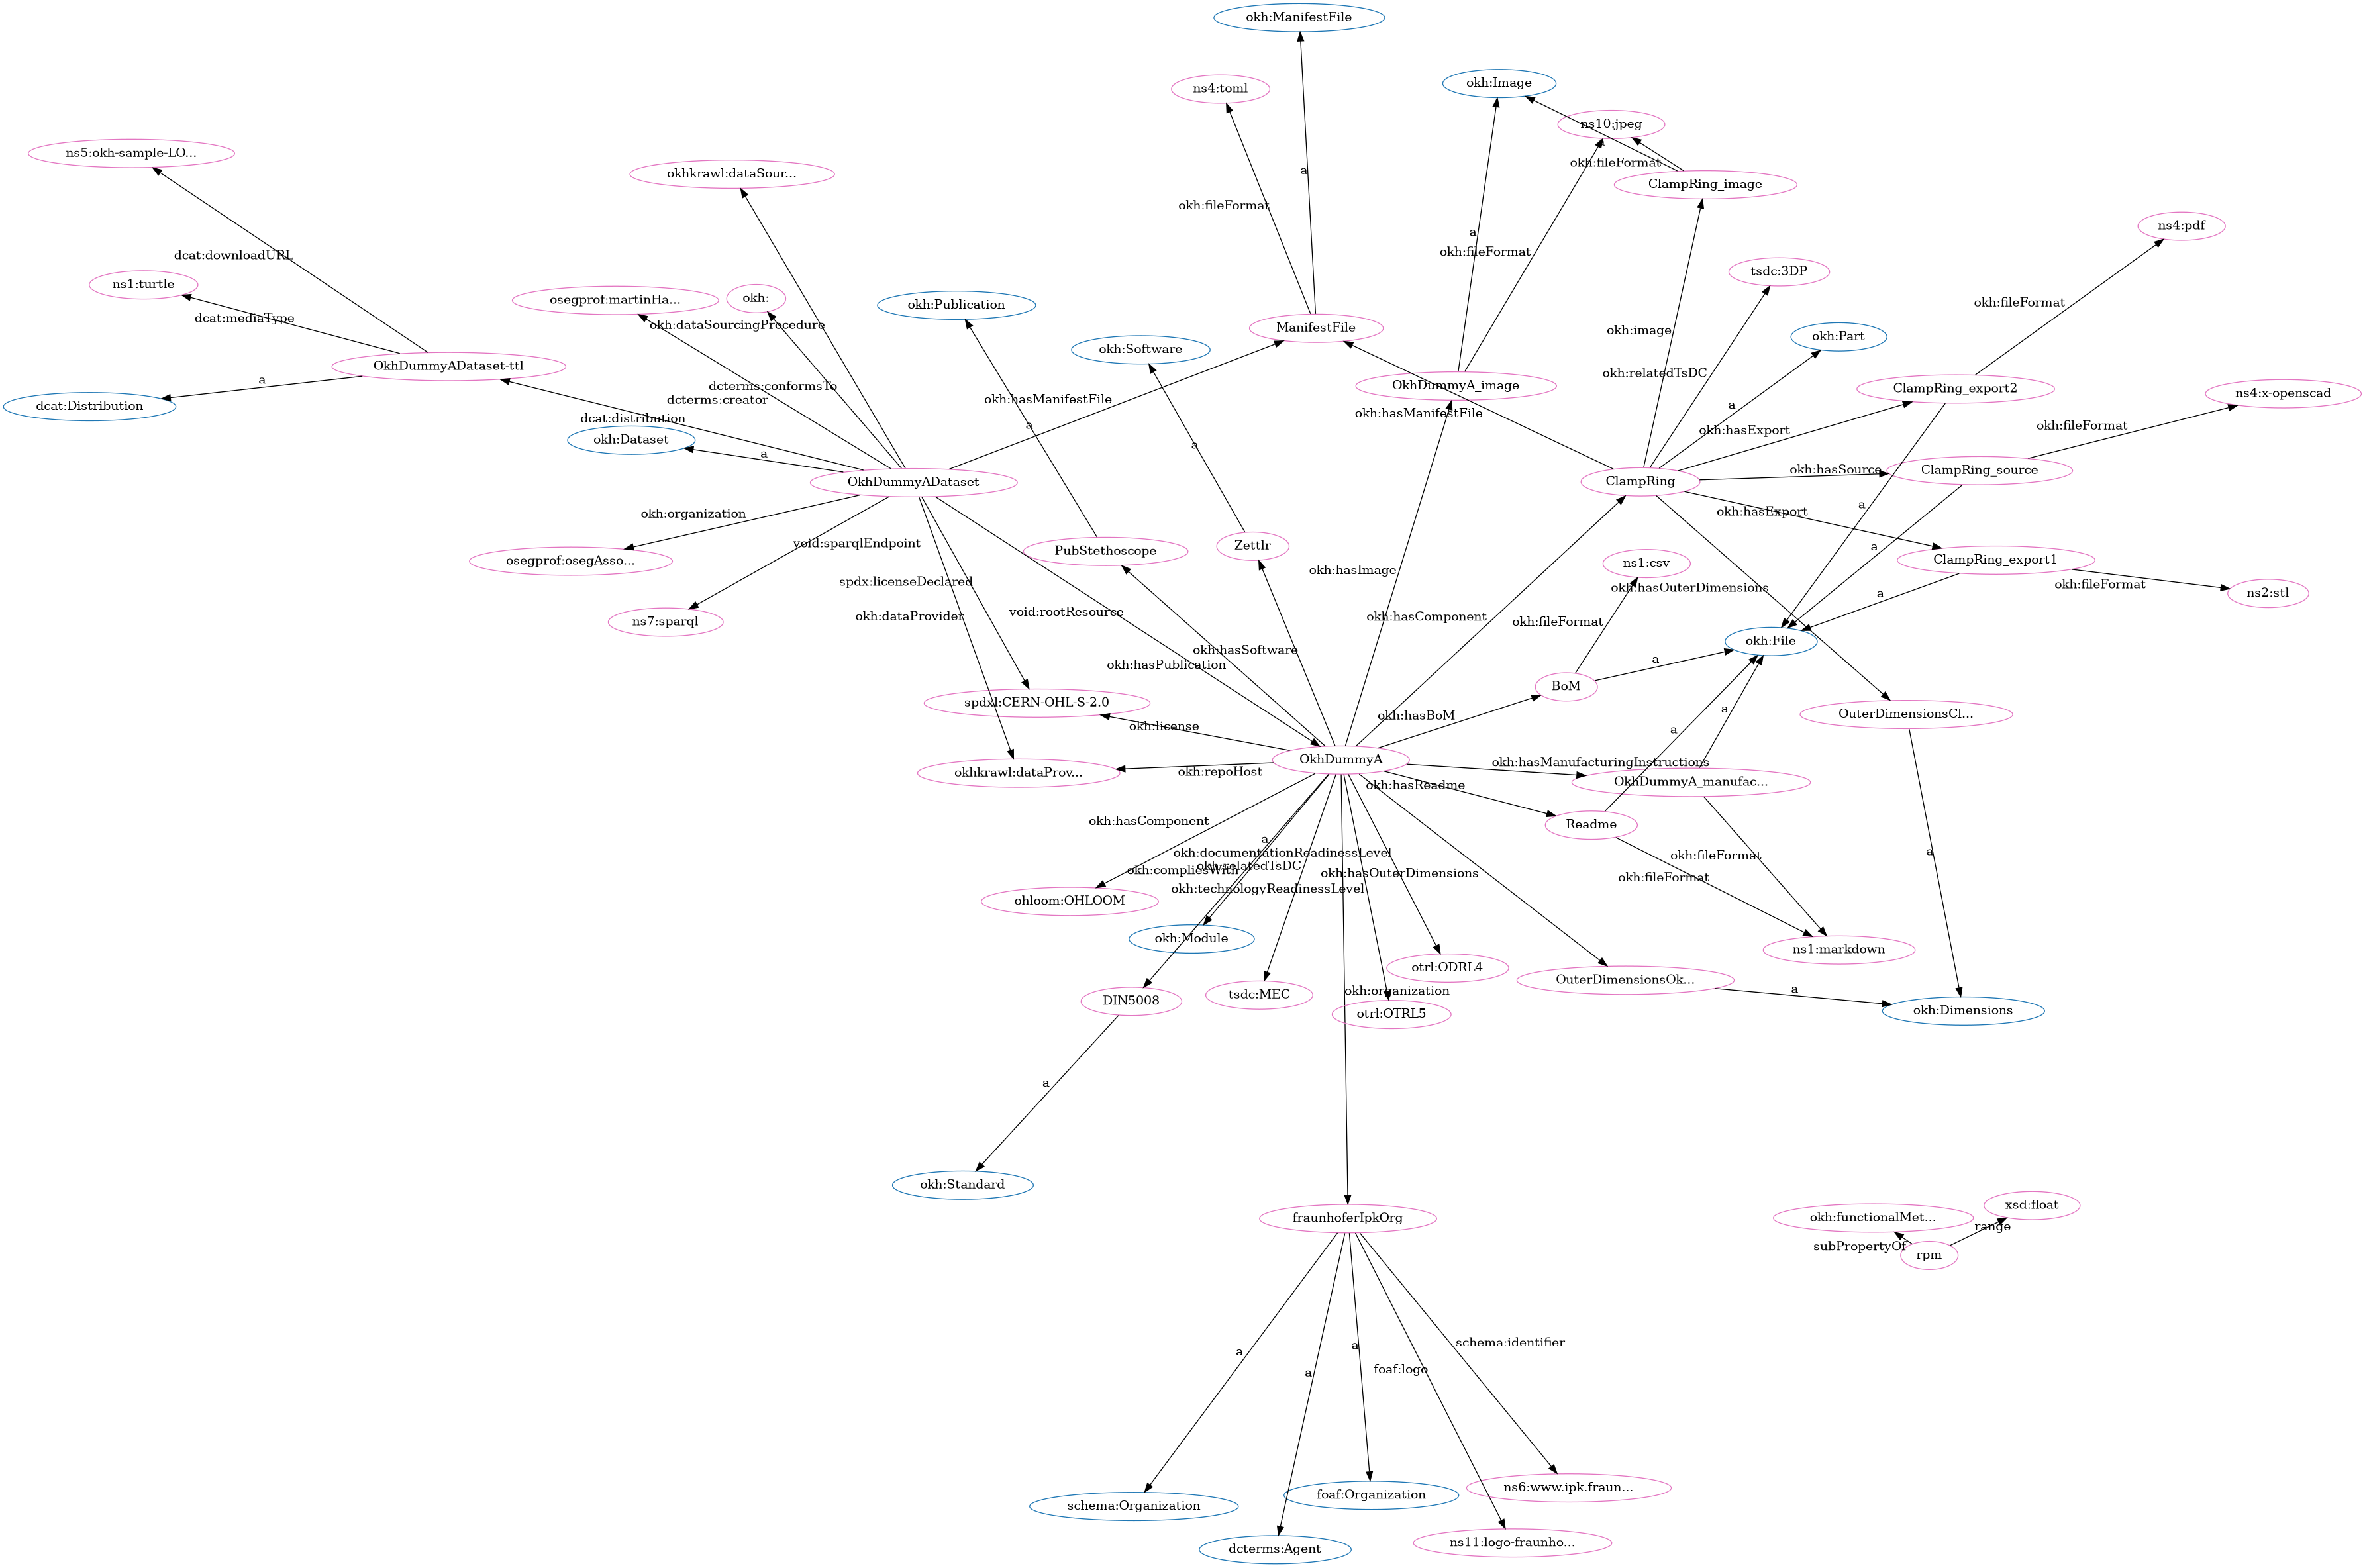 okh:ManifestFile
okh:Image
ns4:toml
ns10:jpeg
a
ns5:okh-sample-LO...
okh:fileFormat
a
okhkrawl:dataSour...
ClampRing_image
okh:fileFormat
ns4:pdf
a
okh:fileFormat
dcat:downloadURL
tsdc:3DP
ns1:turtle
osegprof:martinHa...
okh:
okh:Publication
okh:fileFormat
dcat:mediaType
okh:dataSourcingProcedure
ManifestFile
okh:image
okh:Part
okh:Software
OkhDummyADataset-ttl
okh:relatedTsDC
a
dcterms:conformsTo
OkhDummyA_image
ClampRing_export2
ns4:x-openscad
dcat:Distribution
dcterms:creator
okh:hasManifestFile
a
okh:hasManifestFile
dcat:distribution
a
okh:fileFormat
okh:Dataset
okh:hasExport
a
a
okh:hasSource
ClampRing_source
OkhDummyADataset
ClampRing
okh:organization
a
okh:hasExport
void:sparqlEndpoint
PubStethoscope
Zettlr
a
osegprof:osegAsso...
ns1:csv
ClampRing_export1
okh:hasImage
spdx:licenseDeclared
okh:hasOuterDimensions
a
okh:fileFormat
ns2:stl
void:rootResource
okh:dataProvider
okh:hasComponent
ns7:sparql
okh:fileFormat
okh:File
okh:hasSoftware
okh:hasPublication
a
BoM
spdxl:CERN-OHL-S-2.0
okh:hasBoM
a
OuterDimensionsCl...
okh:license
a
OkhDummyA
okh:hasManufacturingInstructions
okhkrawl:dataProv...
okh:repoHost
okh:hasReadme
OkhDummyA_manufac...
okh:hasComponent
Readme
a
okh:documentationReadinessLevel
okh:fileFormat
a
okh:compliesWith
okh:relatedTsDC
okh:hasOuterDimensions
okh:fileFormat
okh:technologyReadinessLevel
ohloom:OHLOOM
okh:Module
ns1:markdown
otrl:ODRL4
OuterDimensionsOk...
a
DIN5008
tsdc:MEC
okh:organization
otrl:OTRL5
okh:Dimensions
a
okh:Standard
xsd:float
fraunhoferIpkOrg
okh:functionalMet...
range
subPropertyOf
rpm
a
a
schema:identifier
a
foaf:logo
ns6:www.ipk.fraun...
foaf:Organization
schema:Organization
ns11:logo-fraunho...
dcterms:Agent